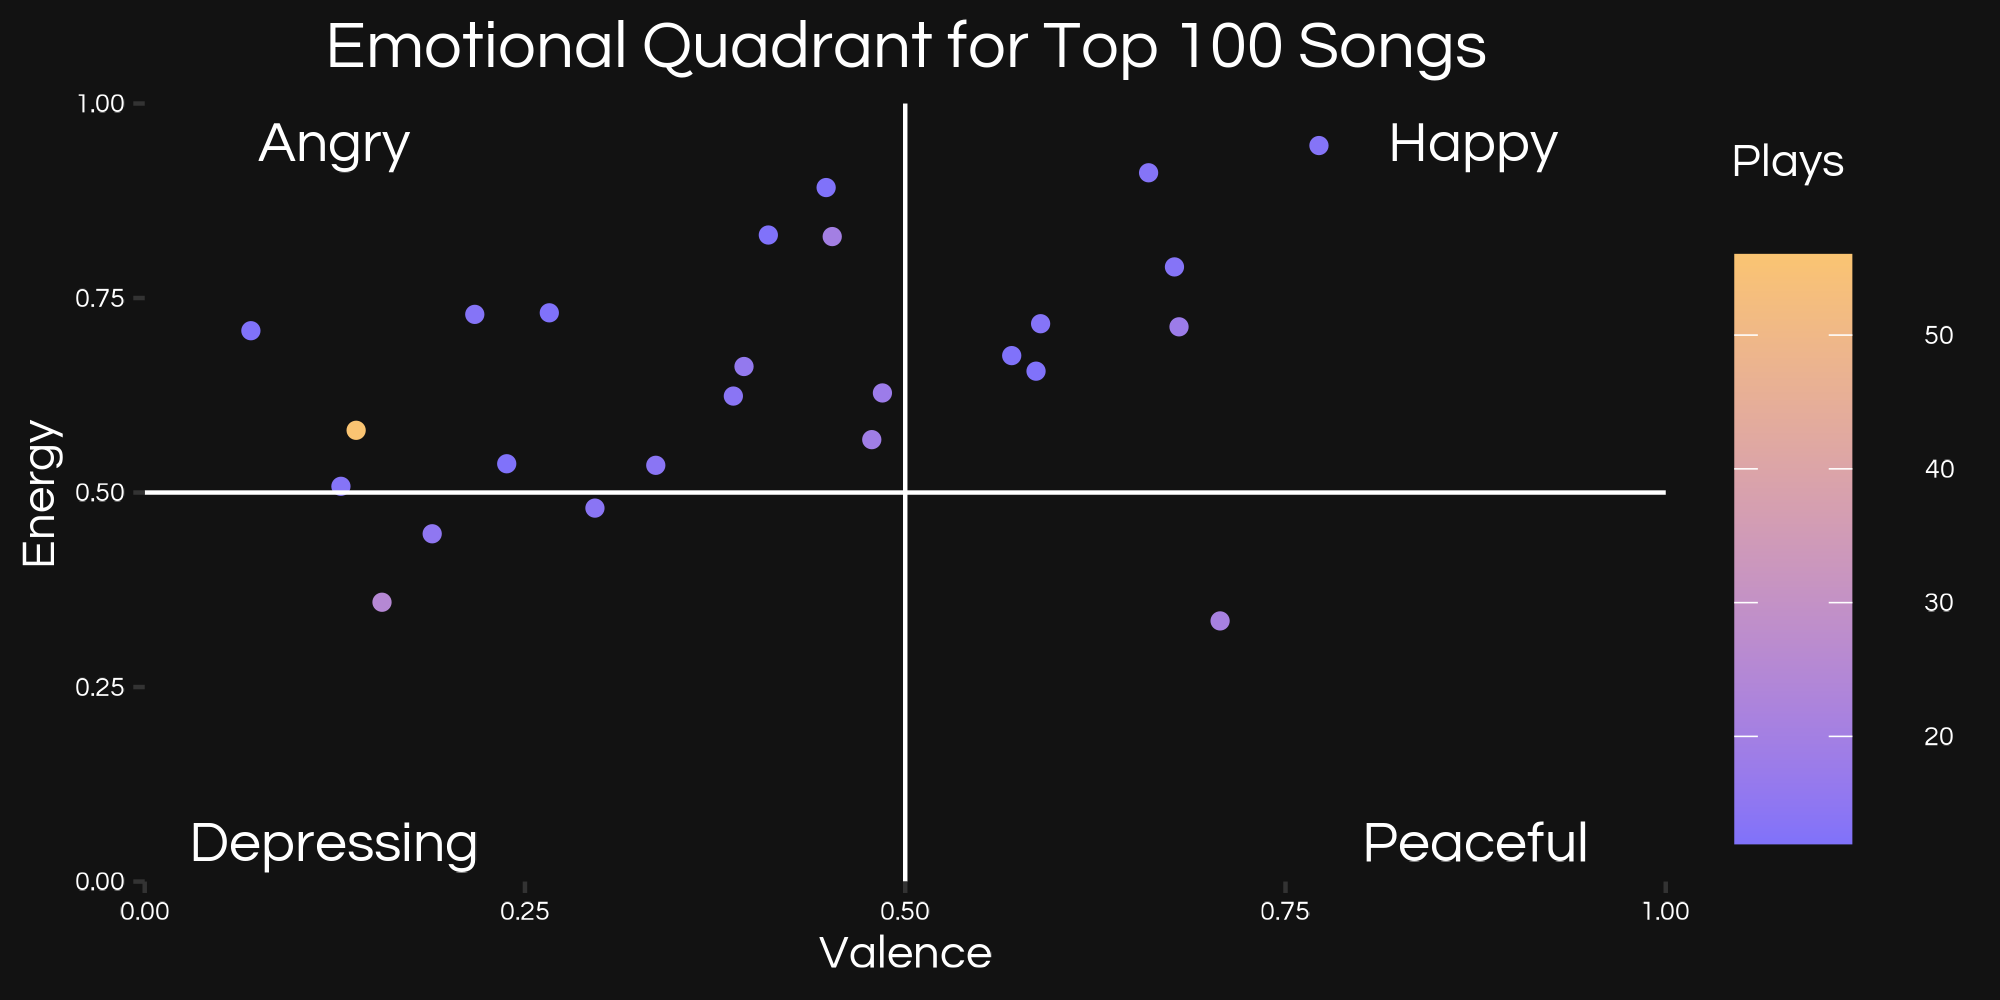 Emotional Quadrant for Top 100 Songs
1.00
Angry
Happy
Plays
0.75
50
Energy
40
0.50
30
0.25
20
Depressing
Peaceful
0.00
0.00
0.25
0.50
0.75
1.00
Valence